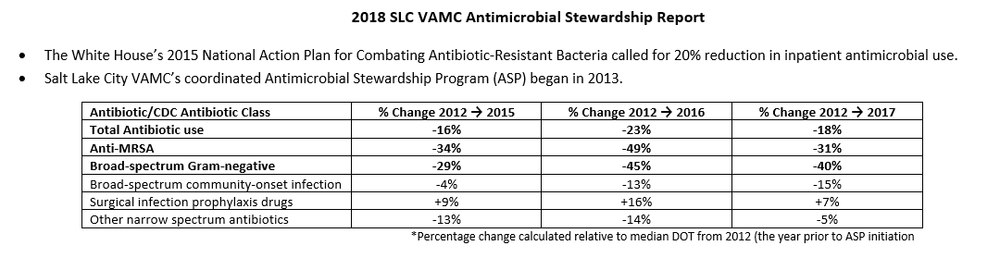 2018 SLC VAMC Antimicrobial Stewardship Report
• The White House's 2015 National Action Plan for Combating Antibiotic-Resistant Bacteria called for 20% reduction in inpatient antimicrobial use.
• Salt Lake City VAMC's coordinated Antimicrobial Stewardship Program (ASP) began in 2013.
Antibiotic/CDC Antibiotic Class % Change 2012 → 2015 % Change 2012 → 2016 % Change 2012 → 2017
Total Antibiotic use -16% -23% -18%
Anti-MRSA -34% -49% -31%
Broad-spectrum Gram-negative -29% -45% -40%
Broad-spectrum community-onset infection -4% -13% -15%
Surgical infection prophylaxis drugs +9% +16% +7%
Other narrow spectrum antibiotics -13% -14% -5%
*Percentage change calculated relative to median DOT from 2012 (the year prior to ASP initiation